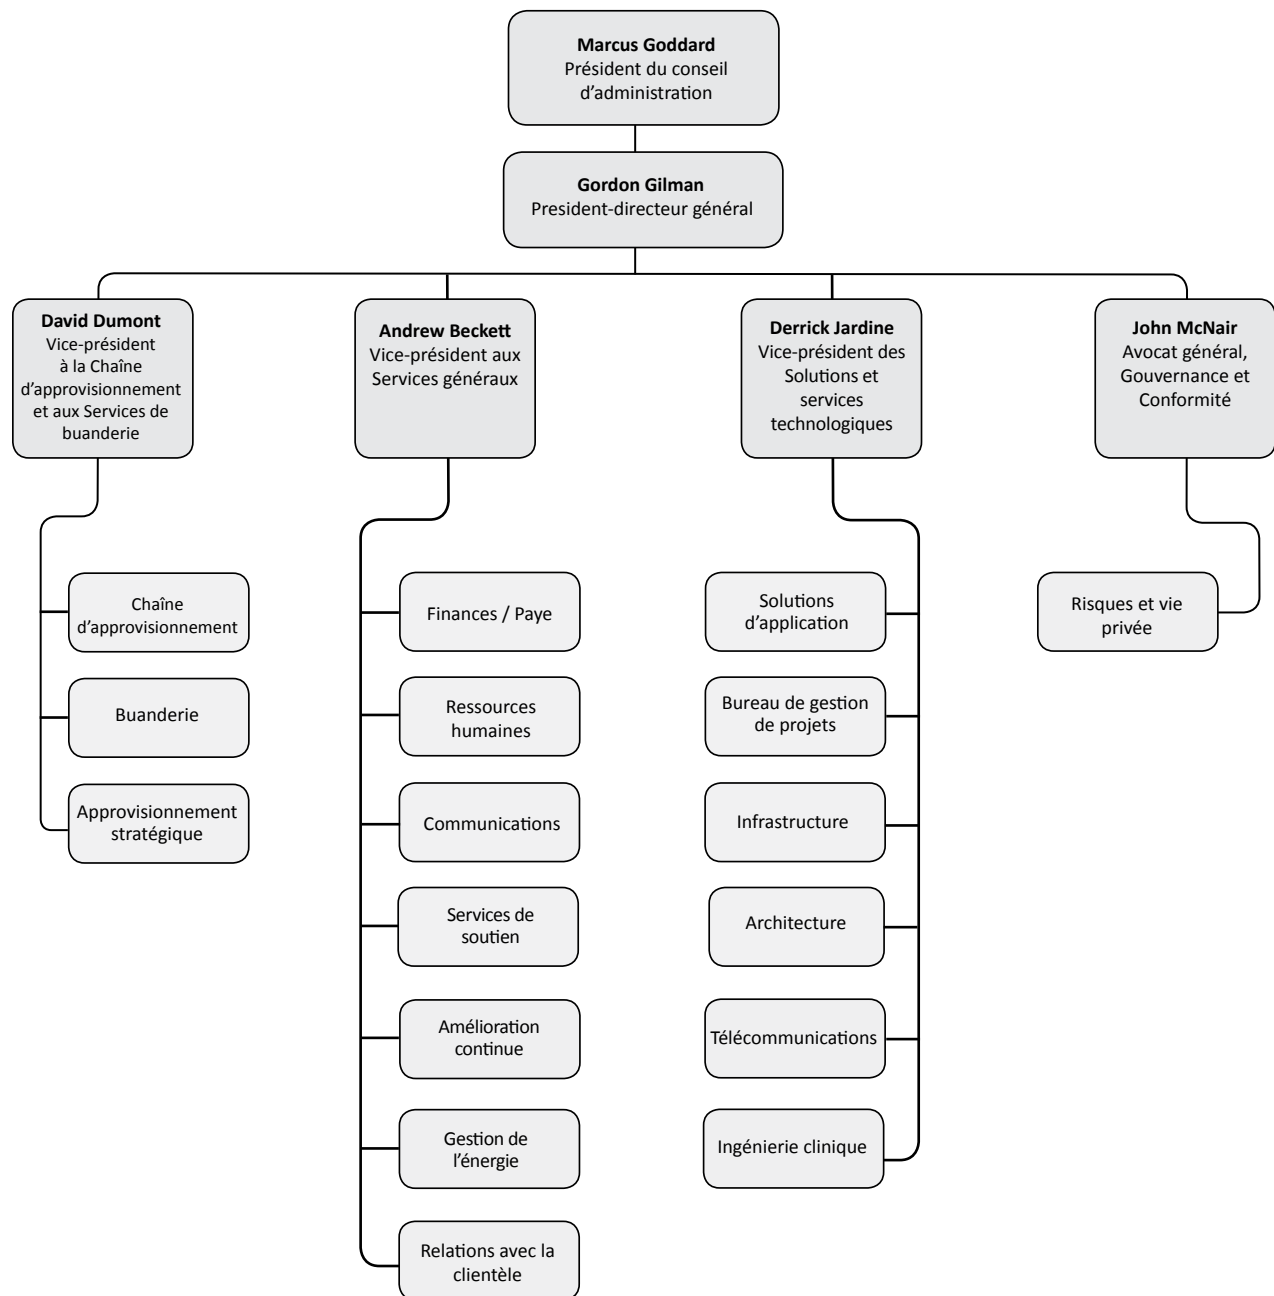 Marcus Goddard
Président du conseil
d’administration
Gordon Gilman
President-directeur général
David Dumont
Vice-président
à la Chaîne
d’approvisionnement
et aux Services de
buanderie
Andrew Beckett
Vice-président aux
Services généraux
Derrick Jardine
Vice-président des
Solutions et
services
technologiques
John McNair
Avocat général,
Gouvernance et
Conformité
Chaîne
d’approvisionnement
Buanderie
Approvisionnement
stratégique
Finances / Paye
Ressources
humaines
Communications
Services de
soutien
Amélioration
continue
Gestion de
l’énergie
Relations avec la
clientèle
Solutions
d’application
Bureau de gestion
de projets
Infrastructure
Architecture
Télécommunications
Ingénierie clinique
Risques et vie
privée